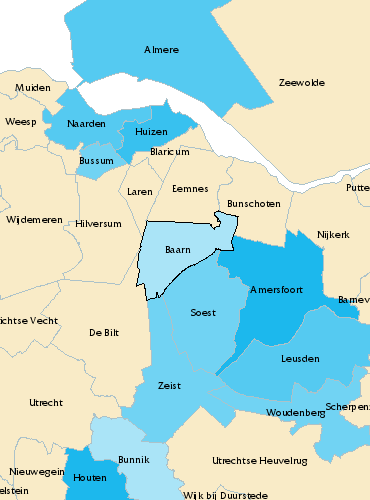 Almere
Zeewolde
Muiden
Weesp
Naarden
Huizen
Blaricum
Bussum
Laren
Eemnes
Putte
Bunschoten
Wijdemeren
Hilversum
Nijkerk
Baarn
Amersfoort
Barnev
Soest
ichtse Vecht
De Bilt
Leusden
Zeist
Utrecht
Woudenberg
Scherpenz
Bunnik
Utrechtse Heuvelrug
Nieuwegein
Houten
elstein
Wijk bij Duurstede